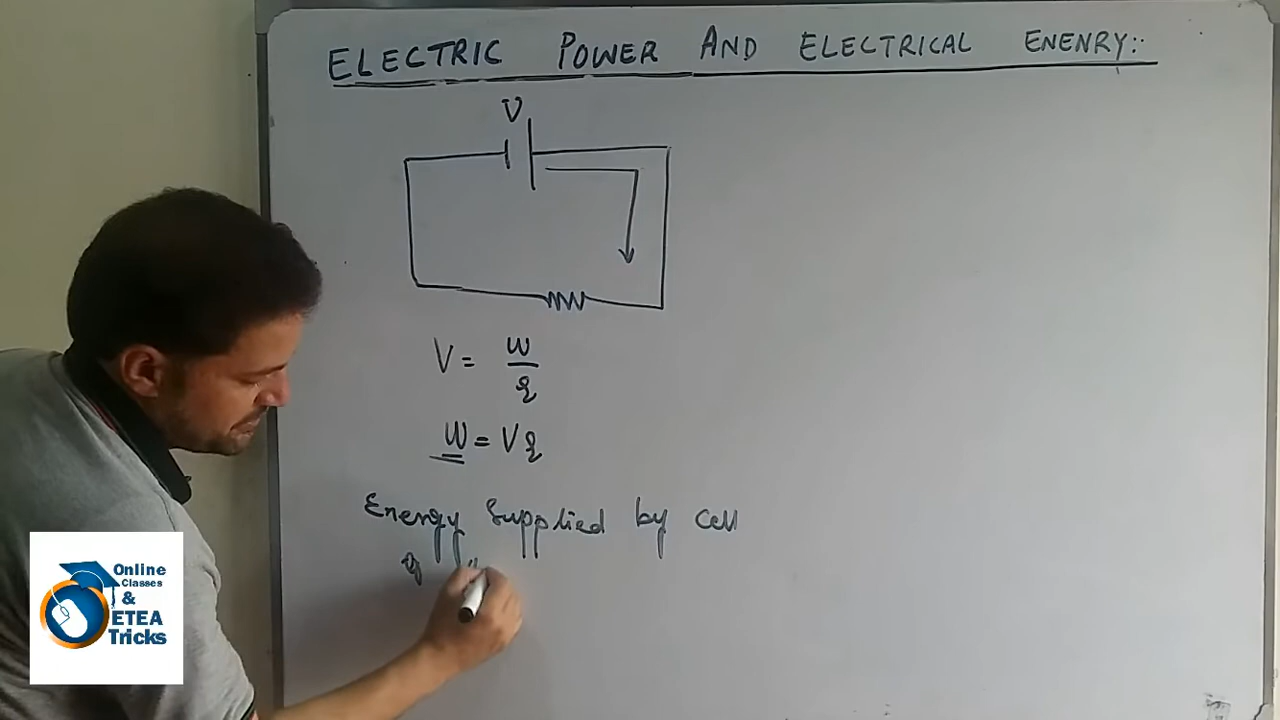 ELECTRIC POWER AND ELECTRICAL ENENRY::
V
V = w
q
w = Vq
Energy Supplied by cell
q
Online
Classes
&
ETEA
Tricks